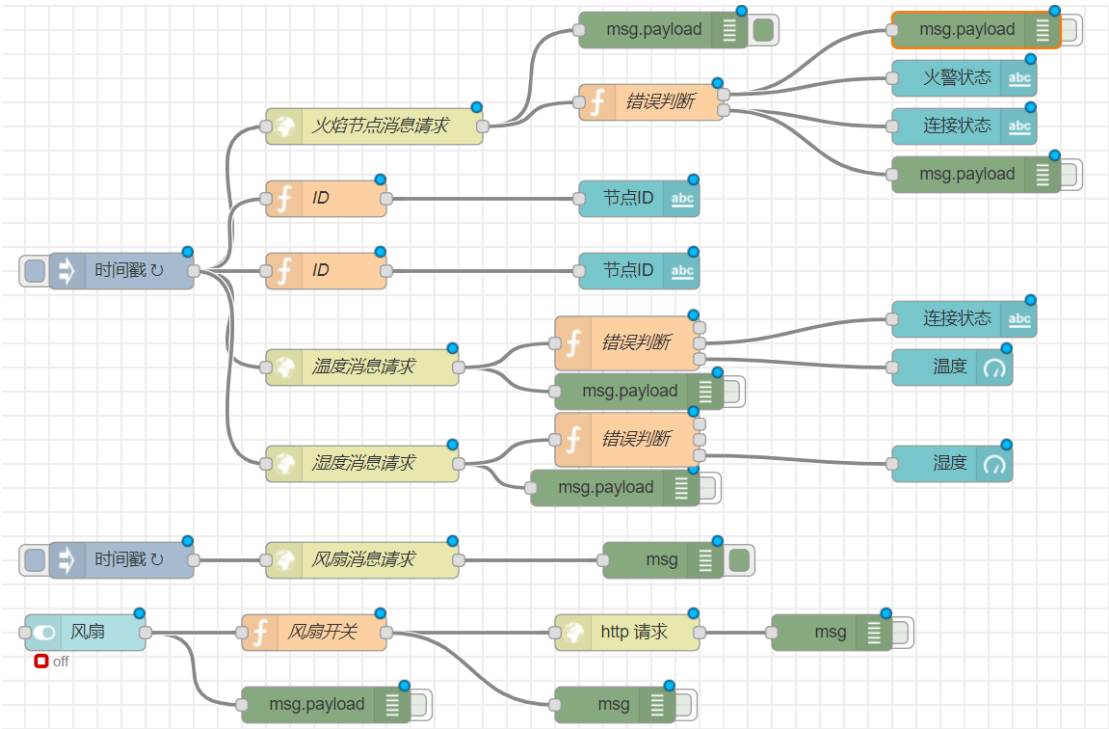 msg.payload
msg.payload
火焰节点消息请求
错误判断
火警状态 abc
连接状态 abc
msg.payload
ID
节点ID abc
时间戳 ↻
ID
节点ID abc
温度消息请求
错误判断
连接状态 abc
msg.payload
温度
湿度消息请求
错误判断
msg.payload
湿度
时间戳 ↻
风扇消息请求
msg
风扇
off
风扇开关
http 请求
msg
msg.payload
msg